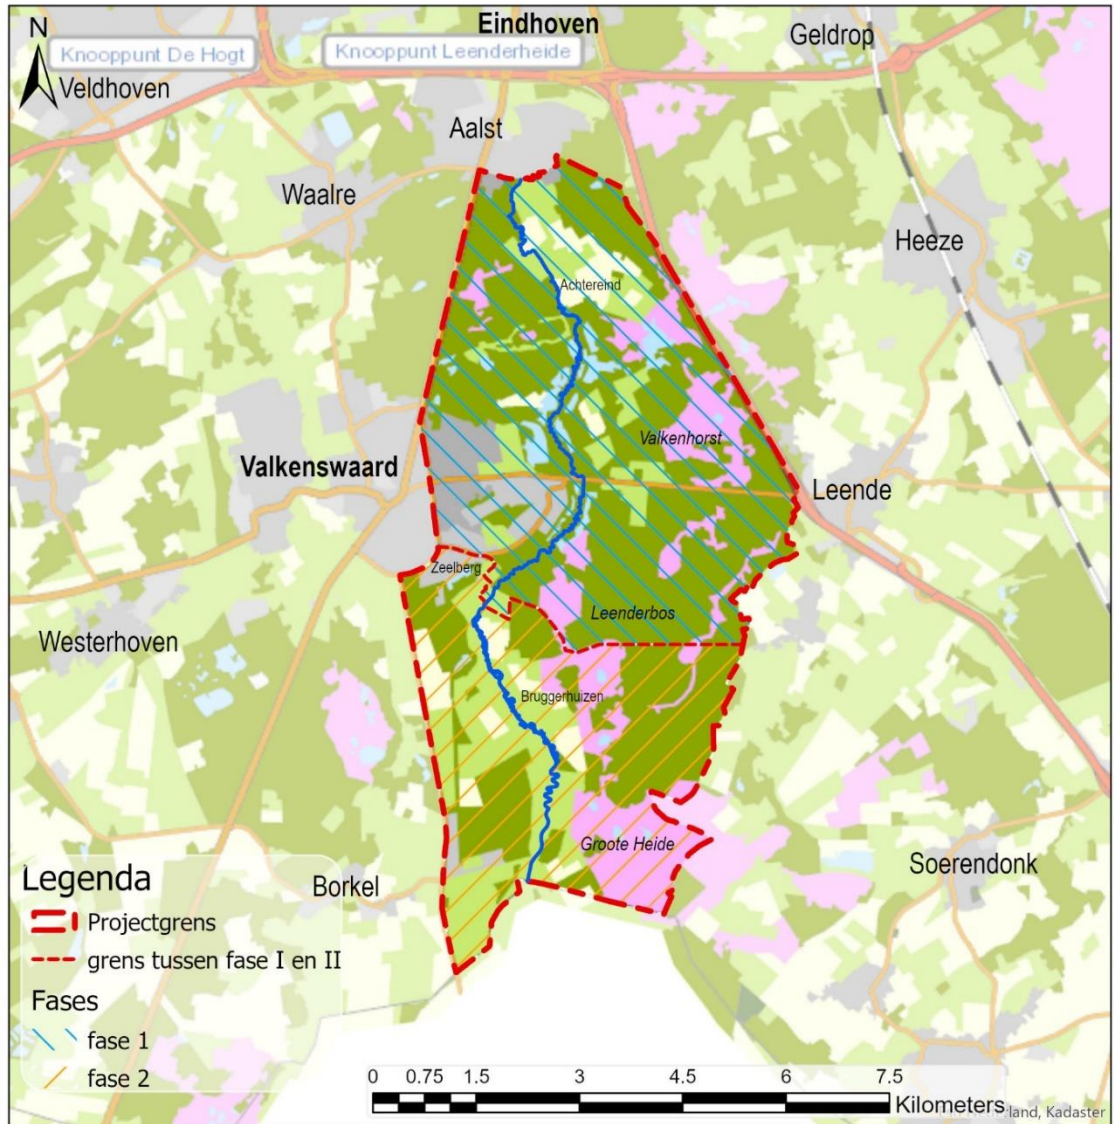 N
Eindhoven
Geldrop
Knooppunt De Hogt
Knooppunt Leenderheide
Veldhoven
Aalst
Waalre
Heeze
Achtereind
Valkenhorst
Valkenswaard
Leende
Zeelberg
Leenderbos
Westerhoven
Bruggerhuizen
Groote Heide
Soerendonk
Borkel
Legenda
Projectgrens
grens tussen fase I en II
Fases
fase 1
fase 2
0 0.75 1.5 3 4.5 6 7.5
Kilometers
land, Kadaster